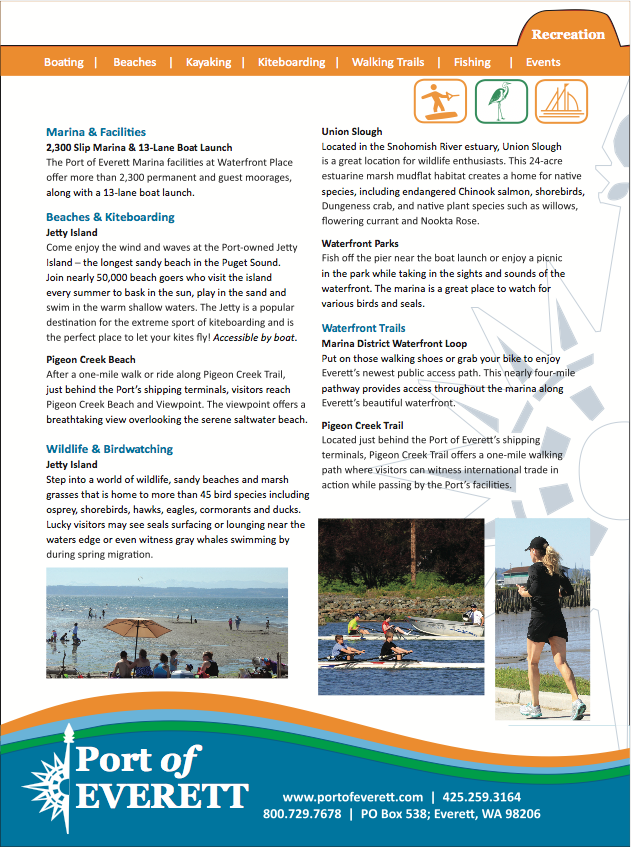 Recreation
Boating | Beaches | Kayaking | Kiteboarding | Walking Trails | Fishing | Events
Marina & Facilities
2,300 Slip Marina & 13-Lane Boat Launch
The Port of Everett Marina facilities at Waterfront Place
offer more than 2,300 permanent and guest moorages,
along with a 13-lane boat launch.
Beaches & Kiteboarding
Jetty Island
Come enjoy the wind and waves at the Port-owned Jetty
Island – the longest sandy beach in the Puget Sound.
Join nearly 50,000 beach goers who visit the island
every summer to bask in the sun, play in the sand and
swim in the warm shallow waters. The Jetty is a popular
destination for the extreme sport of kiteboarding and is
the perfect place to let your kites fly! Accessible by boat.
Pigeon Creek Beach
After a one-mile walk or ride along Pigeon Creek Trail,
just behind the Port's shipping terminals, visitors reach
Pigeon Creek Beach and Viewpoint. The viewpoint offers a
breathtaking view overlooking the serene saltwater beach.
Wildlife & Birdwatching
Jetty Island
Step into a world of wildlife, sandy beaches and marsh
grasses that is home to more than 45 bird species including
osprey, shorebirds, hawks, eagles, cormorants and ducks.
Lucky visitors may see seals surfacing or lounging near the
waters edge or even witness gray whales swimming by
during spring migration.
Union Slough
Located in the Snohomish River estuary, Union Slough
is a great location for wildlife enthusiasts. This 24-acre
estuarine marsh mudflat habitat creates a home for native
species, including endangered Chinook salmon, shorebirds,
Dungeness crab, and native plant species such as willows,
flowering currant and Nookta Rose.
Waterfront Parks
Fish off the pier near the boat launch or enjoy a picnic
in the park while taking in the sights and sounds of the
waterfront. The marina is a great place to watch for
various birds and seals.
Waterfront Trails
Marina District Waterfront Loop
Put on those walking shoes or grab your bike to enjoy
Everett's newest public access path. This nearly four-mile
pathway provides access throughout the marina along
Everett's beautiful waterfront.
Pigeon Creek Trail
Located just behind the Port of Everett's shipping
terminals, Pigeon Creek Trail offers a one-mile walking
path where visitors can witness international trade in
action while passing by the Port's facilities.
Port of
EVERETT
www.portofeverett.com | 425.259.3164
800.729.7678 | PO Box 538; Everett, WA 98206